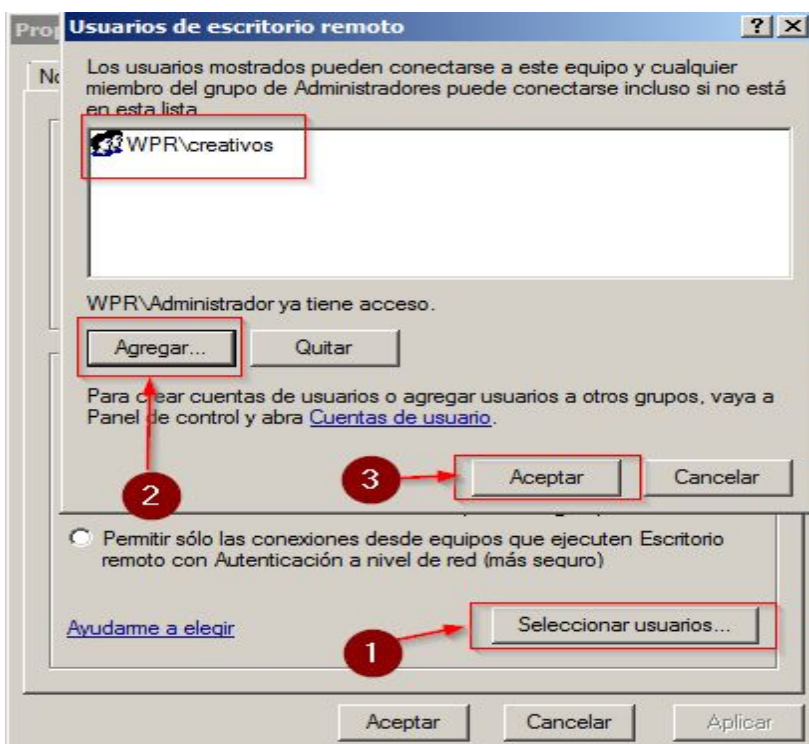 Prop
Usuarios de escritorio remoto
No
Los usuarios mostrados pueden conectarse a este equipo y cualquier
miembro del grupo de Administradores puede conectarse incluso si no está
en esta lista
WPR\creativos
WPR\Administrador ya tiene acceso.
Agregar...
Quitar
Para crear cuentas de usuarios o agregar usuarios a otros grupos, vaya a
Panel de control y abra Cuentas de usuario.
2
3
Aceptar
Cancelar
Permitir sólo las conexiones desde equipos que ejecuten Escritorio
remoto con Autenticación a nivel de red (más seguro)
Ayudarme a elegir
1
Seleccionar usuarios...
Aceptar
Cancelar
Aplicar